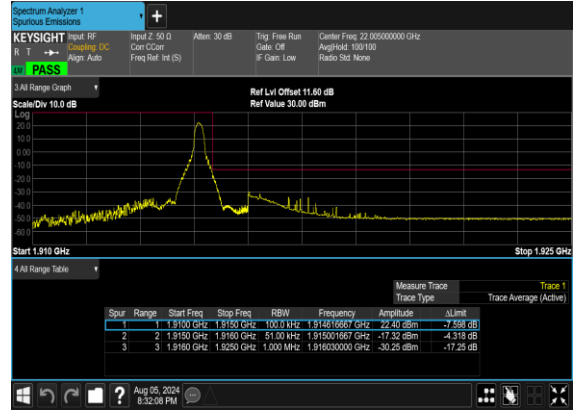 Spectrum Analyzer 1
Spurious Emissions
+
KEYSIGHT Input: RF Input Z: 50 Ω Atten: 30 dB Trig: Free Run Center Freq: 22.005000000 GHz
R T Coupling: DC Corr CCorr Gate: Off Avg|Hold: 100/100
Align: Auto Freq Ref: Int (S) IF Gain: Low Radio Std: None
PASS
3 All Range Graph
Ref Lvl Offset 11.60 dB
Scale/Div 10.0 dB Ref Value 30.00 dBm
Log
20.0
10.0
0.00
-10.0
-20.0
-30.0
-40.0
-50.0
-60.0
Start 1.910 GHz Stop 1.925 GHz
4 All Range Table
Measure Trace Trace 1
Trace Type Trace Average (Active)
Spur Range Start Freq Stop Freq RBW Frequency Amplitude ΔLimit
1 1 1.9100 GHz 1.9150 GHz 100.0 kHz 1.914616667 GHz 22.40 dBm -7.598 dB
2 2 1.9150 GHz 1.9160 GHz 51.00 kHz 1.915001667 GHz -17.32 dBm -4.318 dB
3 3 1.9160 GHz 1.9250 GHz 1.000 MHz 1.916030000 GHz -30.25 dBm -17.25 dB
? Aug 05, 2024
8:32:08 PM